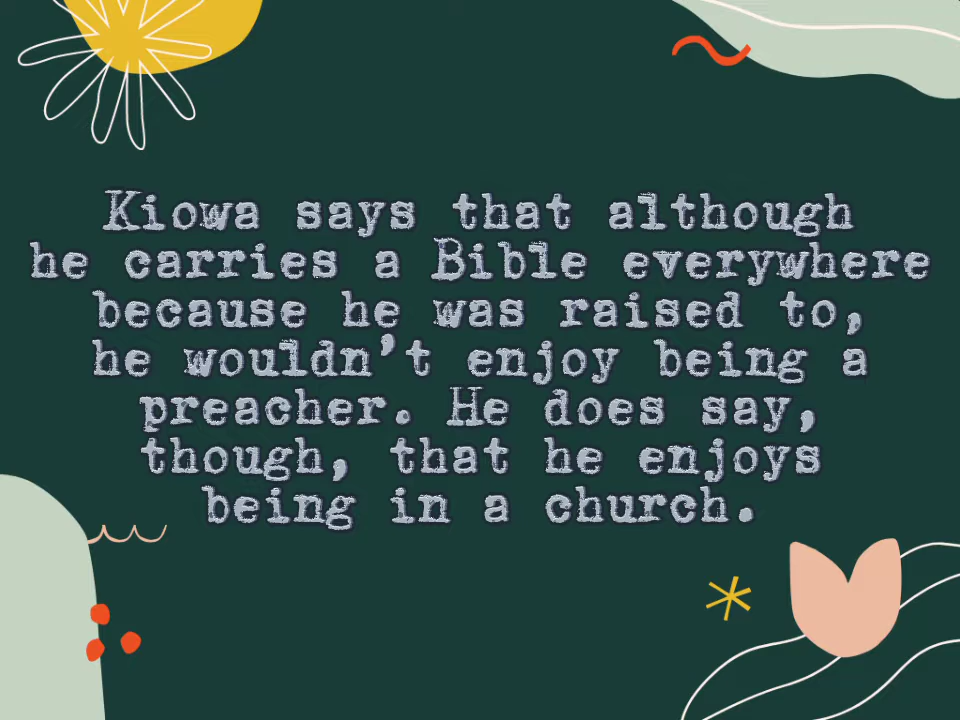 Kiowa says that although
he carries a Bible everywhere
because he was raised to,
he wouldn't enjoy being a
preacher. He does say,
though, that he enjoys
being in a church.